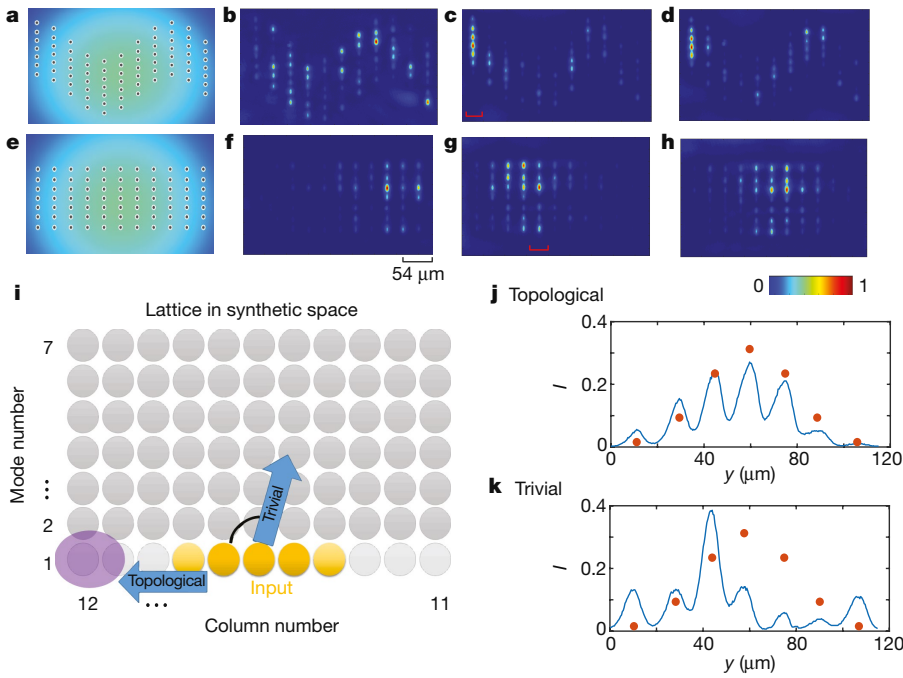 a b c d
e f g h
54 μm
0 1
i
Lattice in synthetic space
Mode number
7
⋮
2
1
Trivial
Topological
Input
12 ... 11
Column number
j Topological
0.4
0.2
0
I
0 40 80 120
y (μm)
k Trivial
0.4
0.2
0
I
0 40 80 120
y (μm)